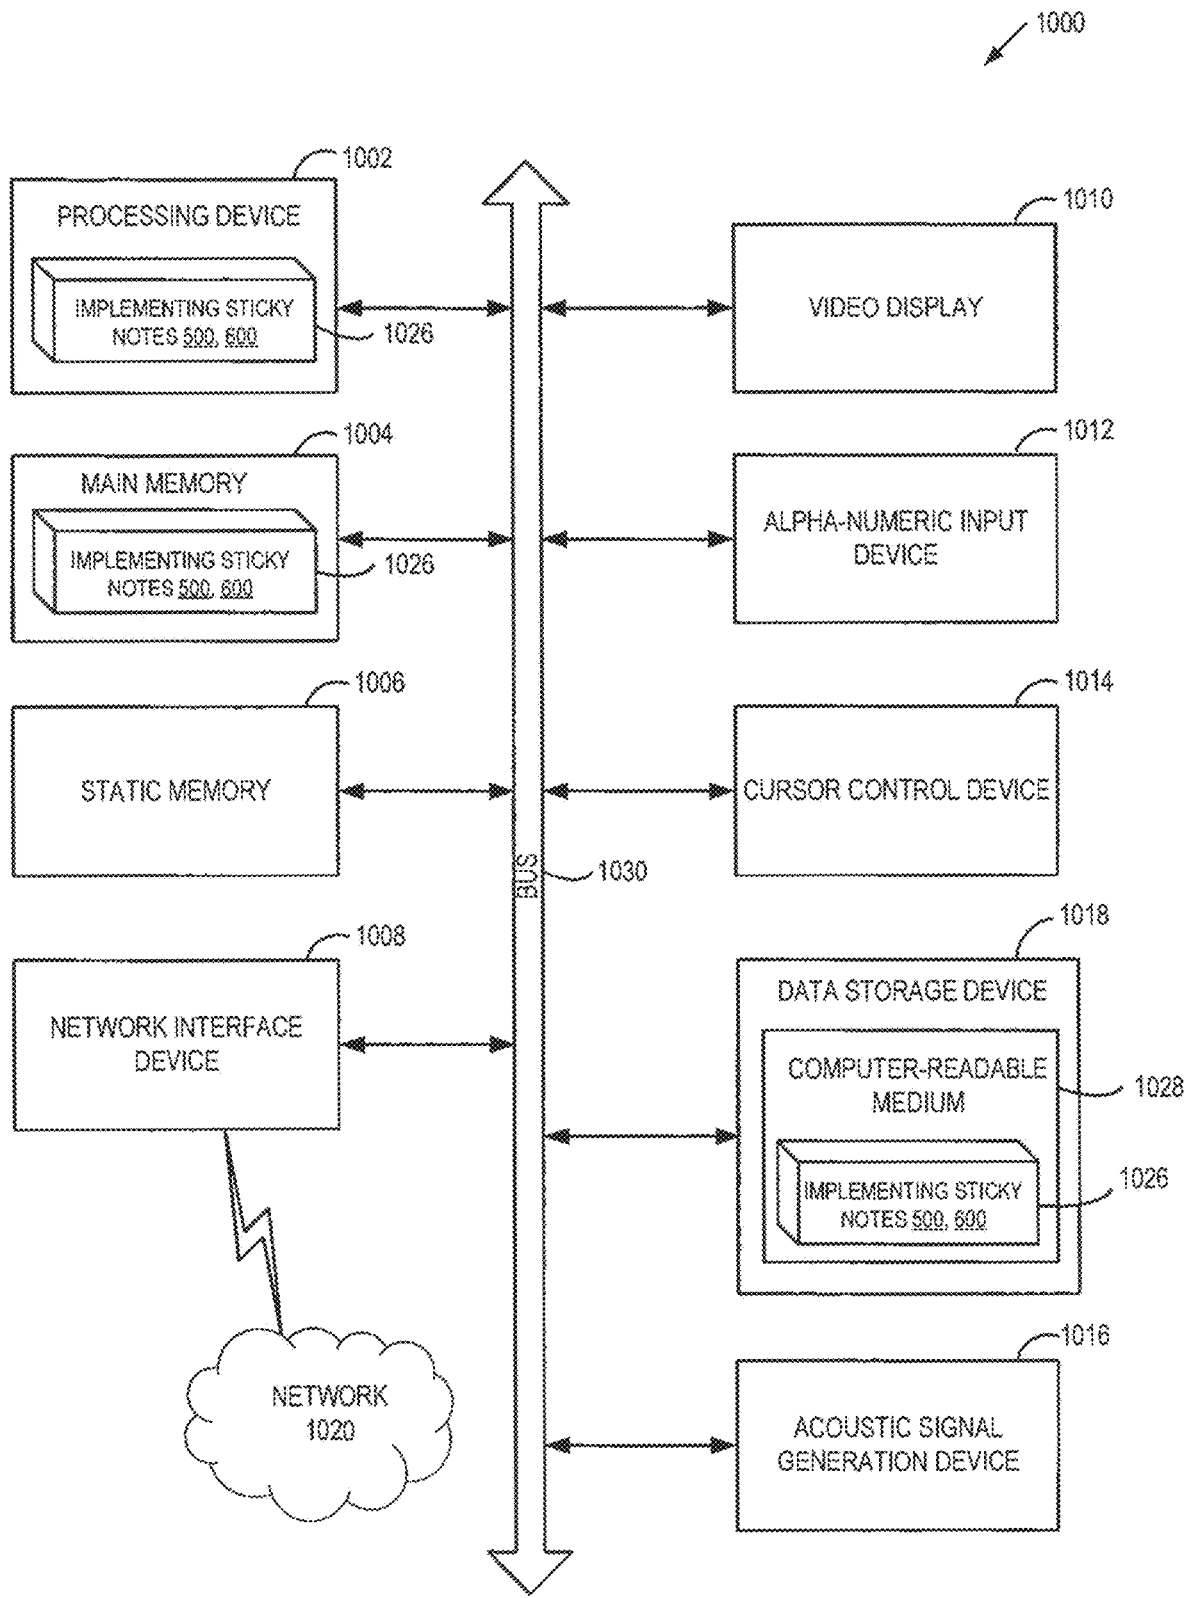 1000
1002
PROCESSING DEVICE
IMPLEMENTING STICKY
NOTES 500, 600
1026
1004
MAIN MEMORY
IMPLEMENTING STICKY
NOTES 500, 600
1026
1006
STATIC MEMORY
1008
NETWORK INTERFACE
DEVICE
NETWORK
1020
BUS
1030
1010
VIDEO DISPLAY
1012
ALPHA-NUMERIC INPUT
DEVICE
1014
CURSOR CONTROL DEVICE
1018
DATA STORAGE DEVICE
COMPUTER-READABLE
MEDIUM
1028
IMPLEMENTING STICKY
NOTES 500, 600
1026
1016
ACOUSTIC SIGNAL
GENERATION DEVICE